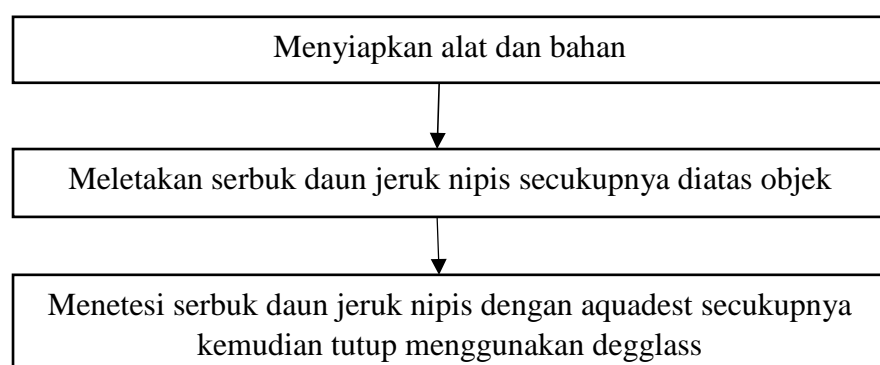 Menyiapkan alat dan bahan
Meletakan serbuk daun jeruk nipis secukupnya diatas objek
Menetesi serbuk daun jeruk nipis dengan aquadest secukupnya
kemudian tutup menggunakan degglass